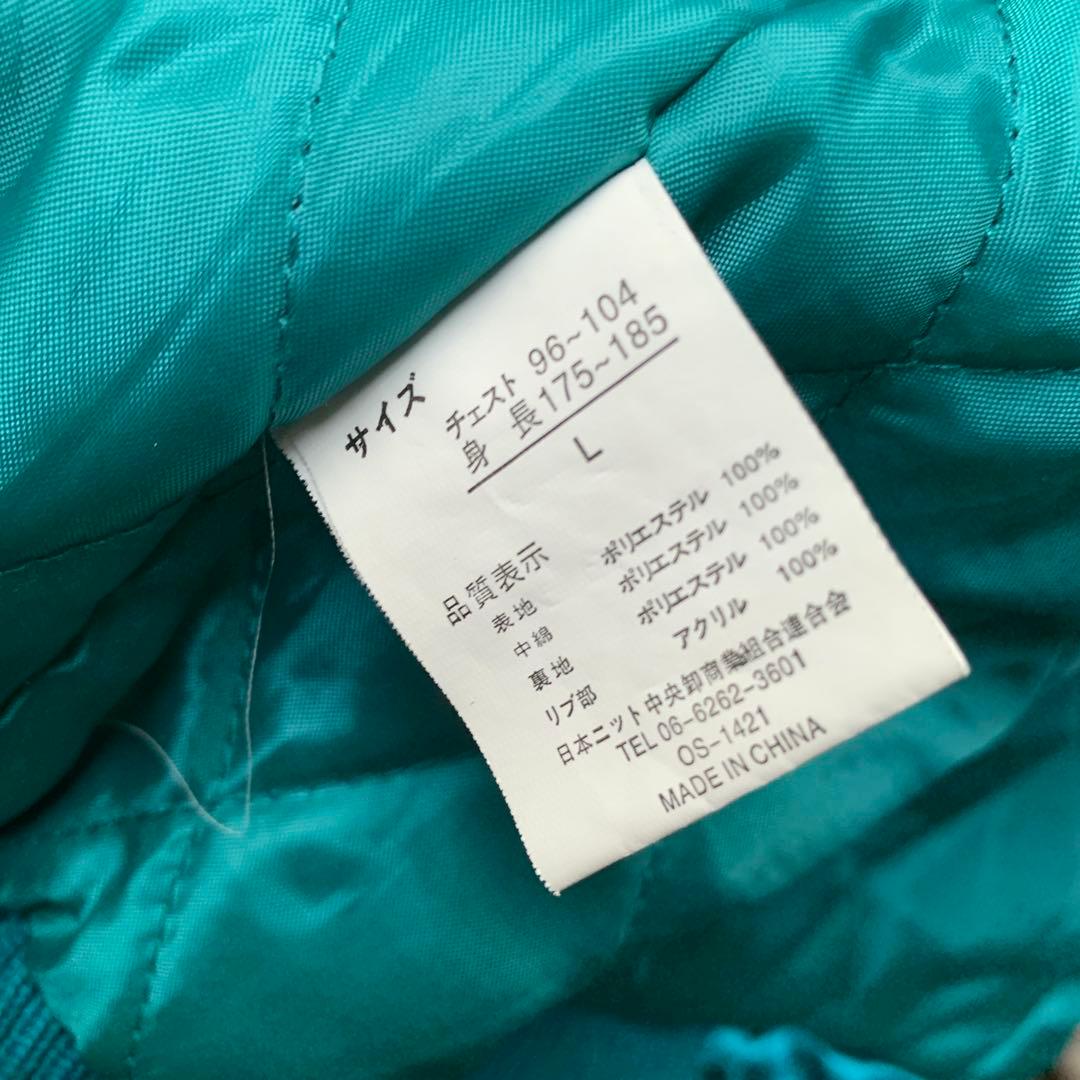 サイズ
チェスト 96~104
身 長 175~185
L
品質表示
表地 ポリエステル 100%
中綿 ポリエステル 100%
裏地 ポリエステル 100%
リブ部 アクリル 100%
日本ニット中央卸商業組合連合会
TEL 06-6262-3601
OS-1421
MADE IN CHINA